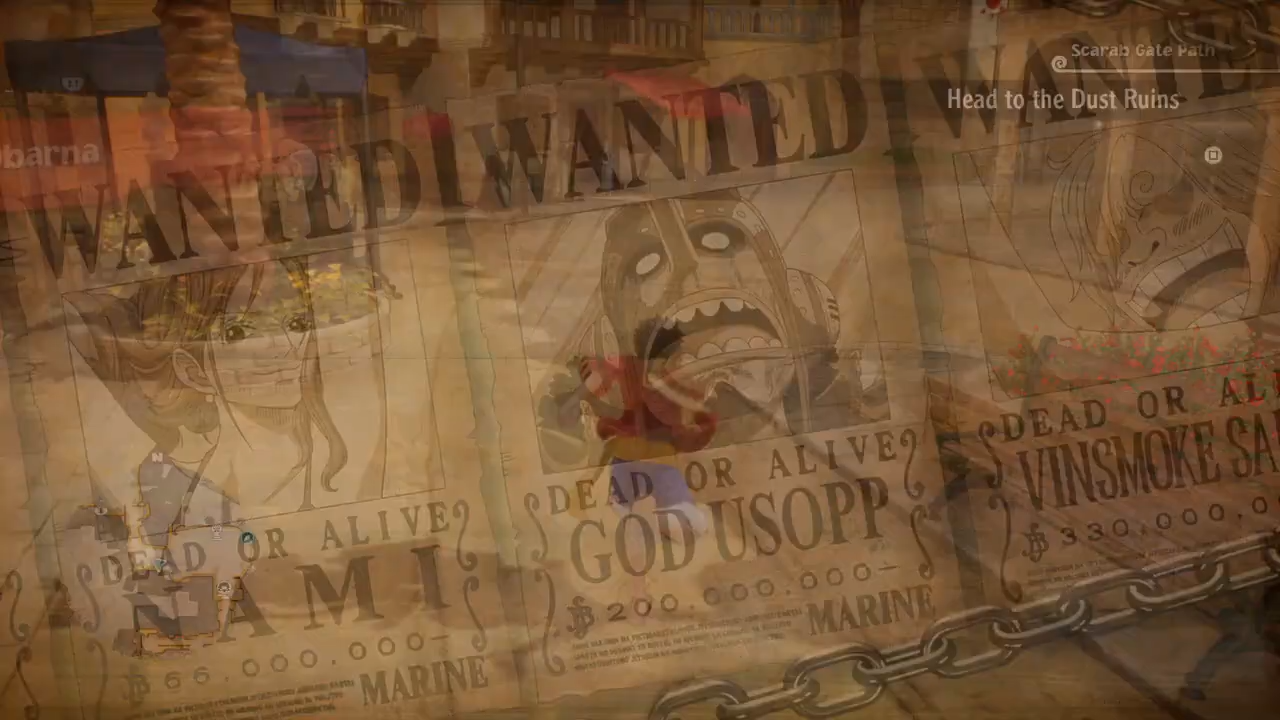 Scarab Gate Path
Head to the Dust Ruins
WANTED
WANTED
WANTE
barna
N
DEAD OR ALIVE
NAMI
฿66.000.000-
MARINE
DEAD OR ALIVE
GOD USOPP
฿200.000.000-
MARINE
DEAD OR ALI
VINSMOKE SA
฿330.000.0